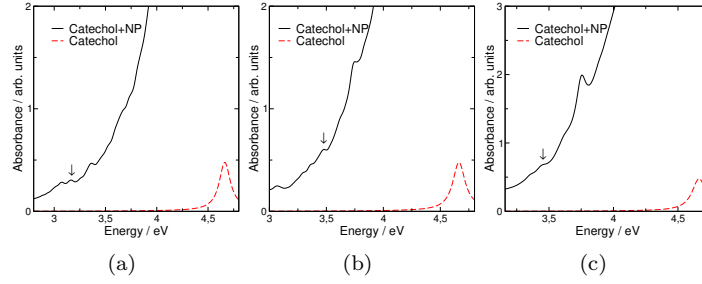 Absorbance / arb. units
2
1
0
Catechol+NP
Catechol
3
3,5
4
4,5
Energy / eV
(a)
Absorbance / arb. units
2
1
0
Catechol+NP
Catechol
3
3,5
4
4,5
Energy / eV
(b)
Absorbance / arb. units
3
2
1
0
Catechol+NP
Catechol
3,5
4
4,5
Energy / eV
(c)